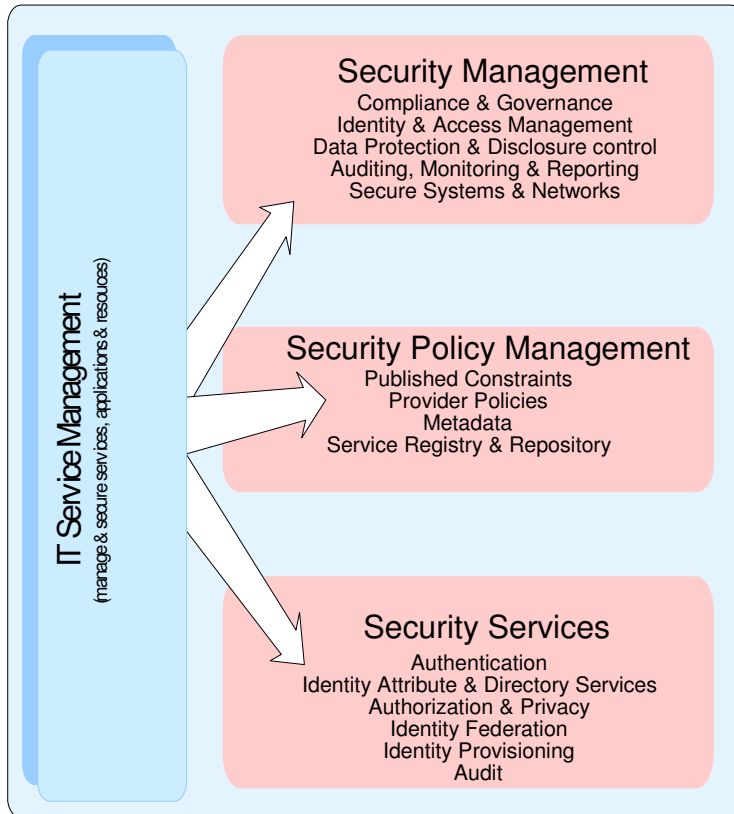 IT Service Management
(manage & secure services, applications & resouces)
Security Management
Compliance & Governance
Identity & Access Management
Data Protection & Disclosure control
Auditing, Monitoring & Reporting
Secure Systems & Networks
Security Policy Management
Published Constraints
Provider Policies
Metadata
Service Registry & Repository
Security Services
Authentication
Identity Attribute & Directory Services
Authorization & Privacy
Identity Federation
Identity Provisioning
Audit